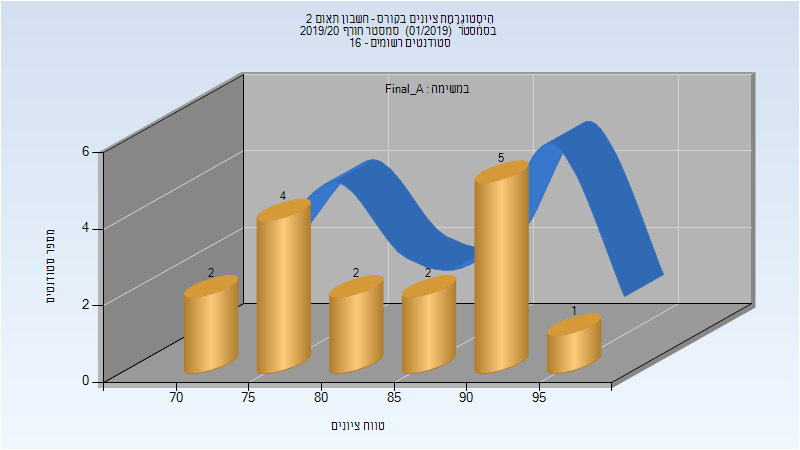 היסטוגרמת ציונים בקורס - חשבון תאום 2
בסמסטר (01/2019) סמסטר חורף 2019/20
סטודנטים רשומים - 16
במשימה : Final_A
6
4
2
0
מספר סטודנטים
2
4
2
2
5
1
70
75
80
85
90
95
טווח ציונים